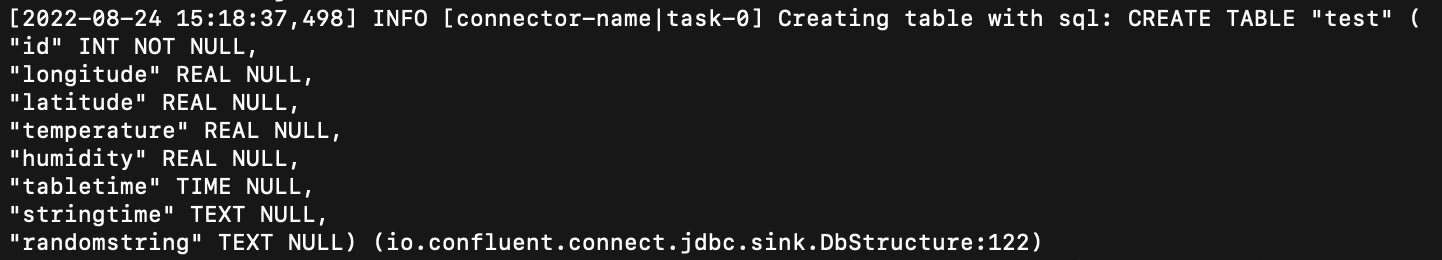 [2022-08-24 15:18:37,498] INFO [connector-name|task-0] Creating table with sql: CREATE TABLE "test" (
"id" INT NOT NULL,
"longitude" REAL NULL,
"latitude" REAL NULL,
"temperature" REAL NULL,
"humidity" REAL NULL,
"tabletime" TIME NULL,
"stringtime" TEXT NULL,
"randomstring" TEXT NULL) (io.confluent.connect.jdbc.sink.DbStructure:122)